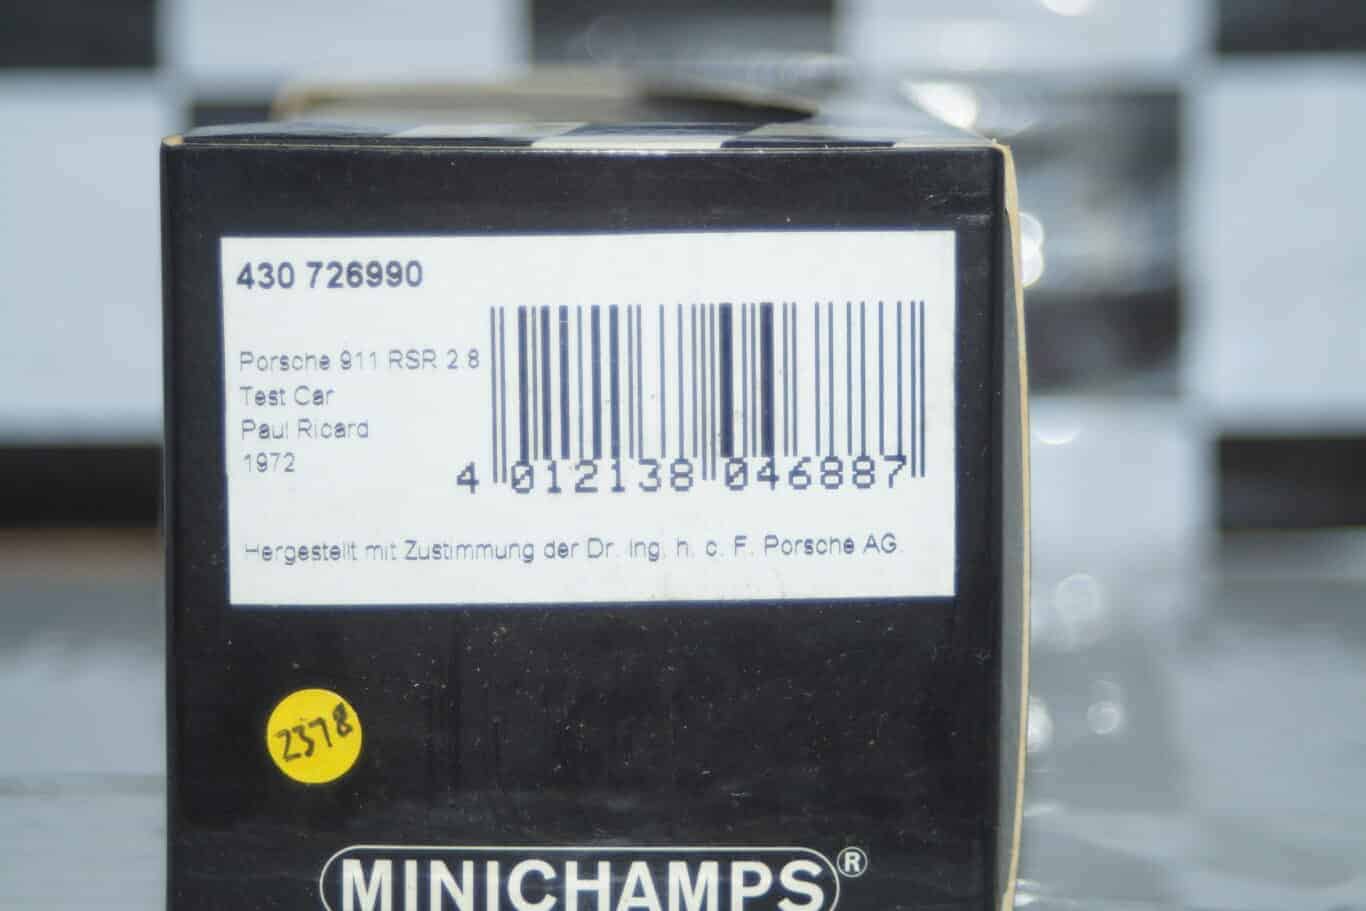 430 726990
Porsche 911 RSR 2.8
Test Car
Paul Ricard
1972
4 012138 046887
Hergestellt mit Zustimmung der Dr. Ing. h. c. F. Porsche AG.
2378
MINICHAMPS®